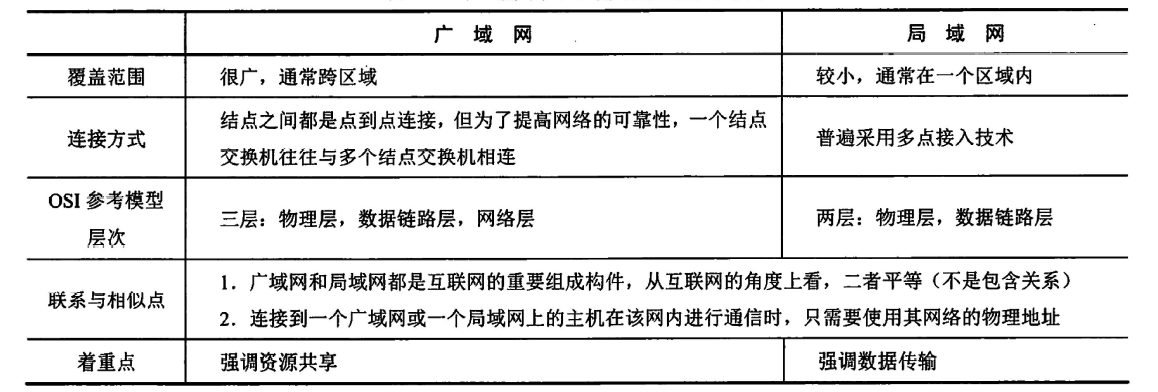 广 域 网 局 域 网
覆盖范围 很广，通常跨区域 较小，通常在一个区域内
连接方式 结点之间都是点到点连接，但为了提高网络的可靠性，一个结点
交换机往往与多个结点交换机相连 普遍采用多点接入技术
OSI 参考模型
层次 三层：物理层，数据链路层，网络层 两层：物理层，数据链路层
联系与相似点 1．广域网和局域网都是互联网的重要组成构件，从互联网的角度上看，二者平等（不是包含关系）
2．连接到一个广域网或一个局域网上的主机在该网内进行通信时，只需要使用其网络的物理地址
着重点 强调资源共享 强调数据传输